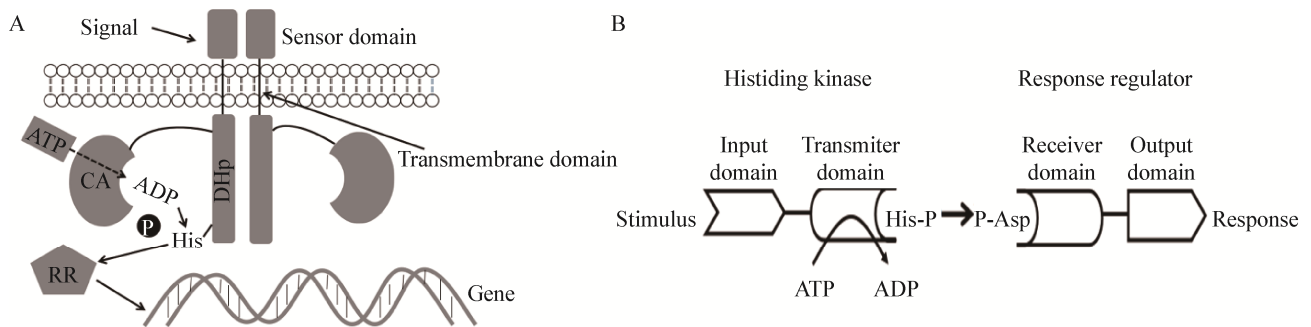 A
Signal
Sensor domain
ATP
CA
ADP
DHp
Transmembrane domain
P
His
RR
Gene
B
Histiding kinase
Response regulator
Input
domain
Transmiter
domain
Receiver
domain
Output
domain
Stimulus
His-P
P-Asp
Response
ATP
ADP